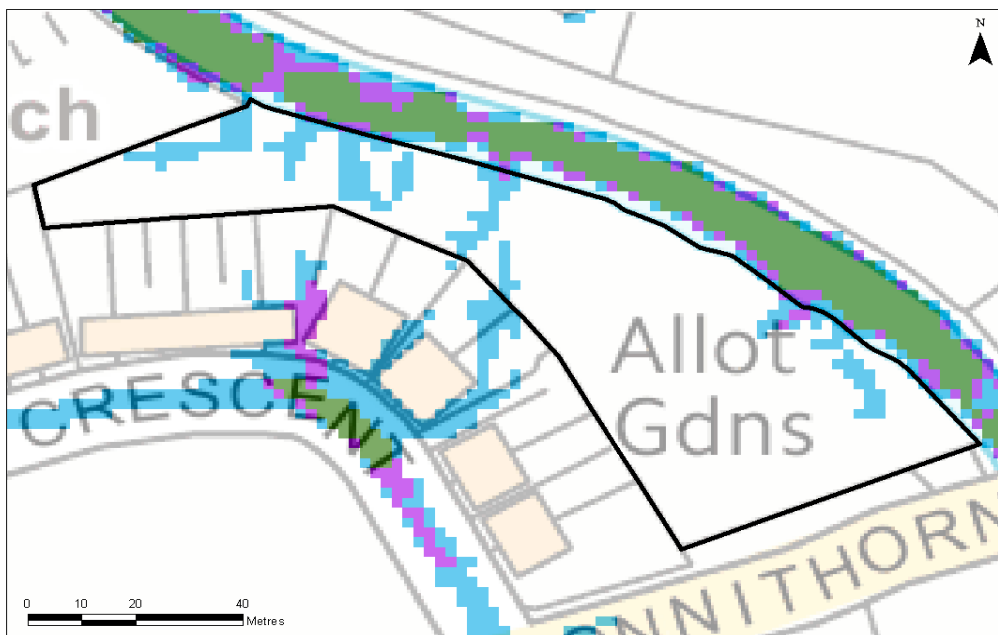 N
ch
CRESCENT
Allot
Gdns
NNITHORN
0 10 20 40
Metres